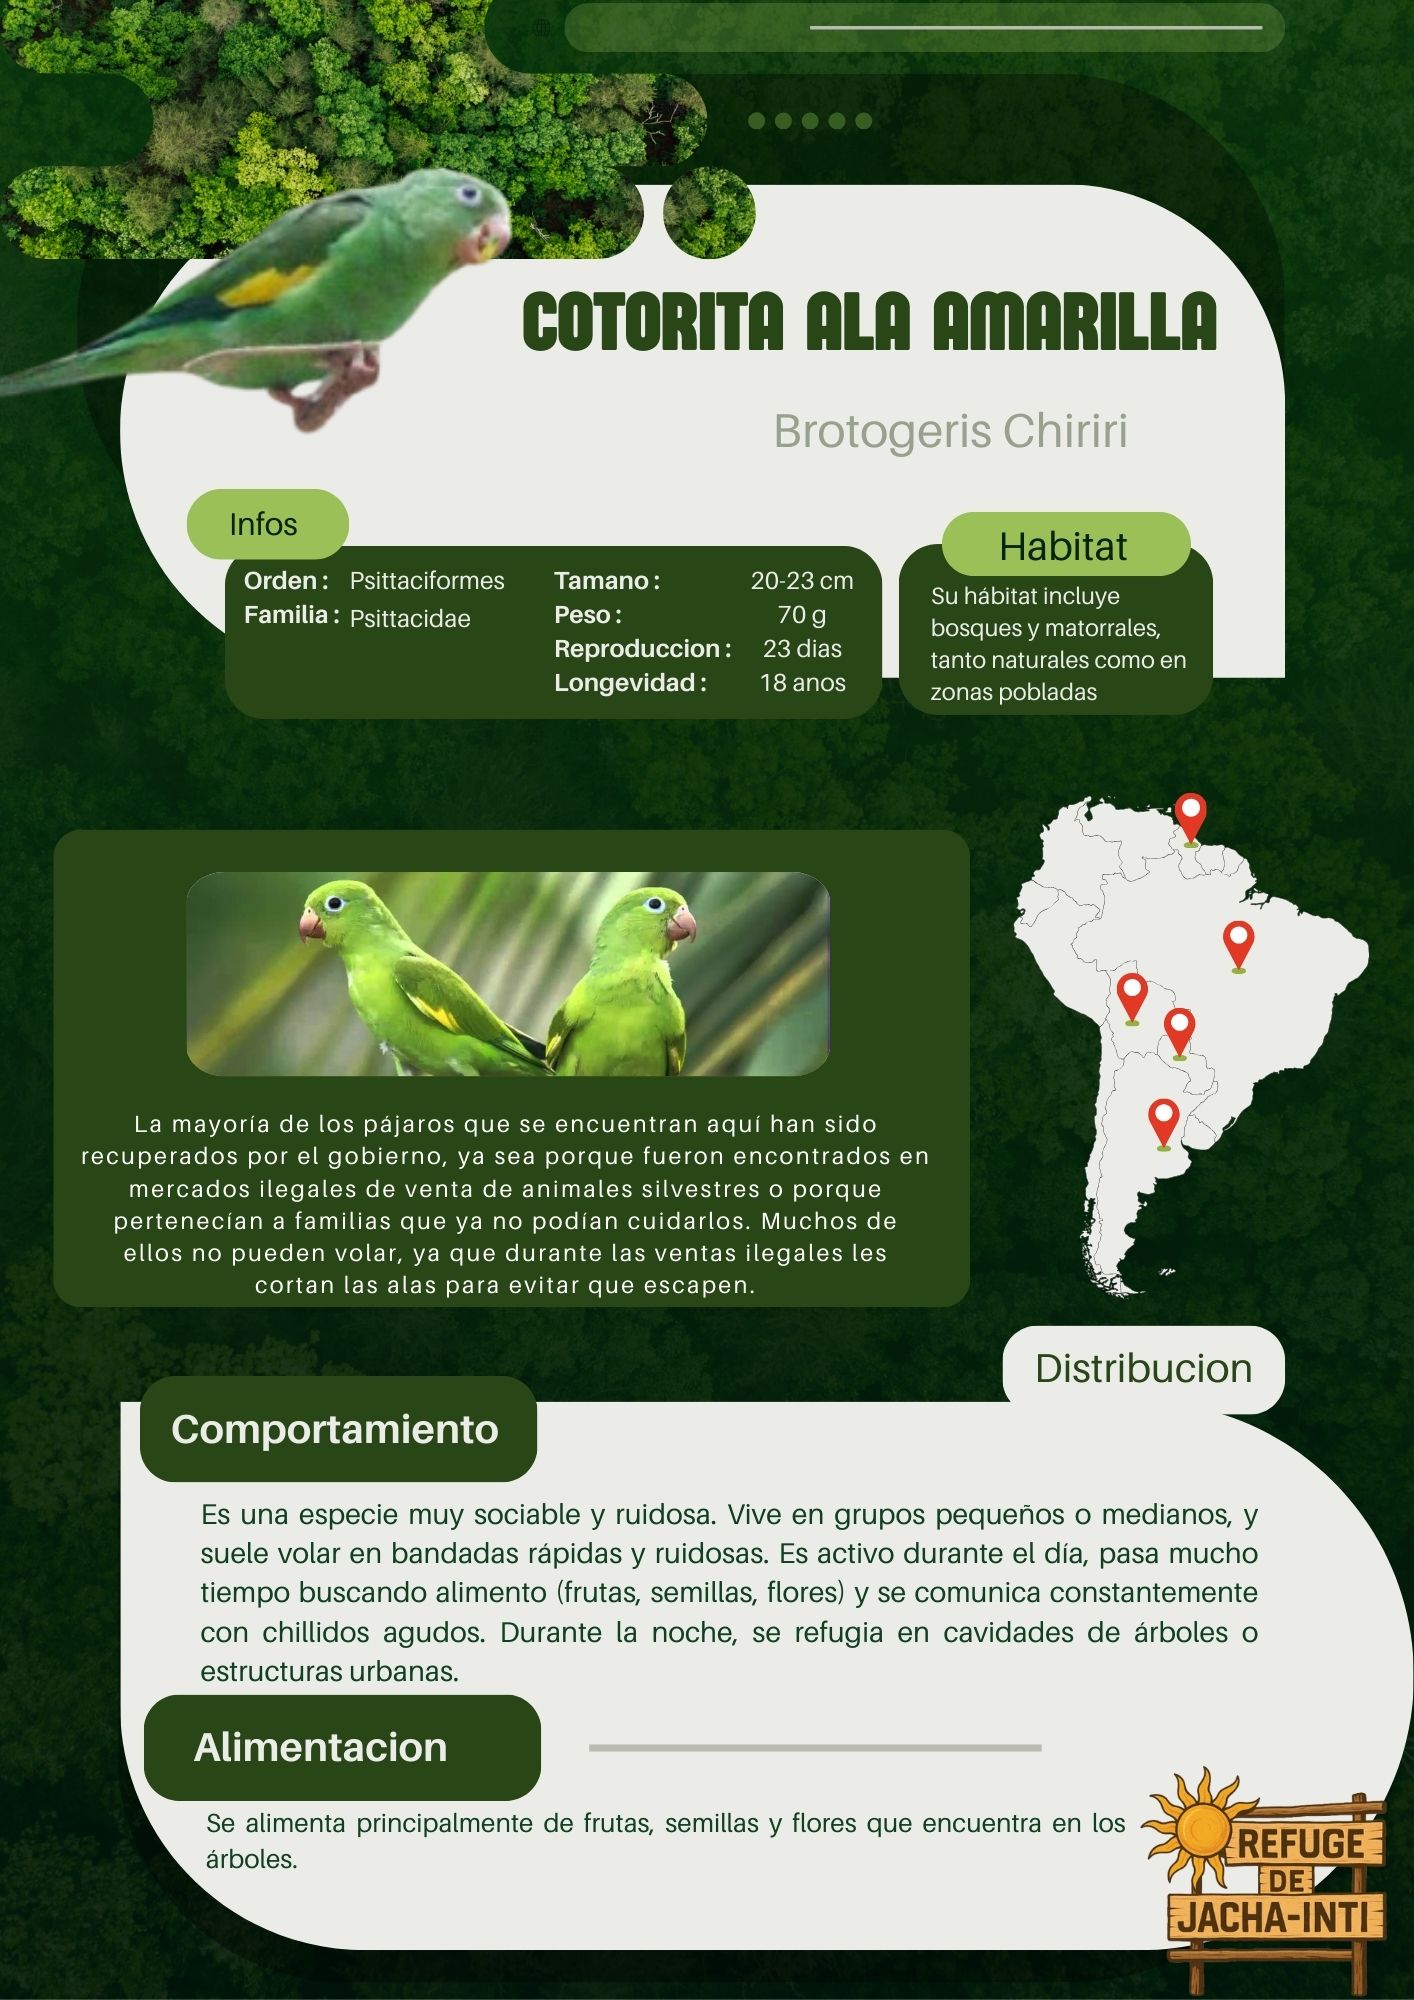 COTORITA ALA AMARILLA
Brotogeris Chiriri
Infos
Orden : Psittaciformes
Familia : Psittacidae
Tamano : 20-23 cm
Peso : 70 g
Reproduccion : 23 dias
Longevidad : 18 anos
Habitat
Su hábitat incluye
bosques y matorrales,
tanto naturales como en
zonas pobladas
La mayoría de los pájaros que se encuentran aquí han sido
recuperados por el gobierno, ya sea porque fueron encontrados en
mercados ilegales de venta de animales silvestres o porque
pertenecían a familias que ya no podían cuidarlos. Muchos de
ellos no pueden volar, ya que durante las ventas ilegales les
cortan las alas para evitar que escapen.
Distribucion
Comportamiento
Es una especie muy sociable y ruidosa. Vive en grupos pequeños o medianos, y
suele volar en bandadas rápidas y ruidosas. Es activo durante el día, pasa mucho
tiempo buscando alimento (frutas, semillas, flores) y se comunica constantemente
con chillidos agudos. Durante la noche, se refugia en cavidades de árboles o
estructuras urbanas.
Alimentacion
Se alimenta principalmente de frutas, semillas y flores que encuentra en los
árboles.
REFUGE
DE
JACHA-INTI